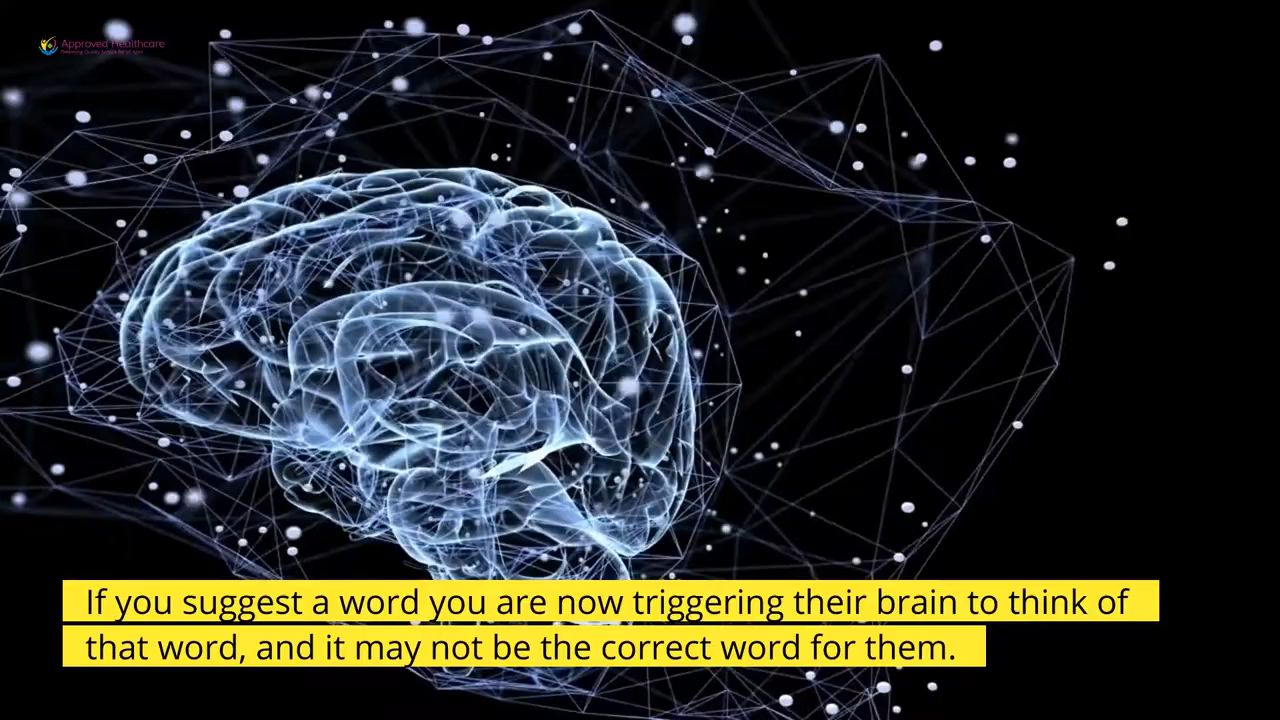 Approved Healthcare
If you suggest a word you are now triggering their brain to think of
that word, and it may not be the correct word for them.